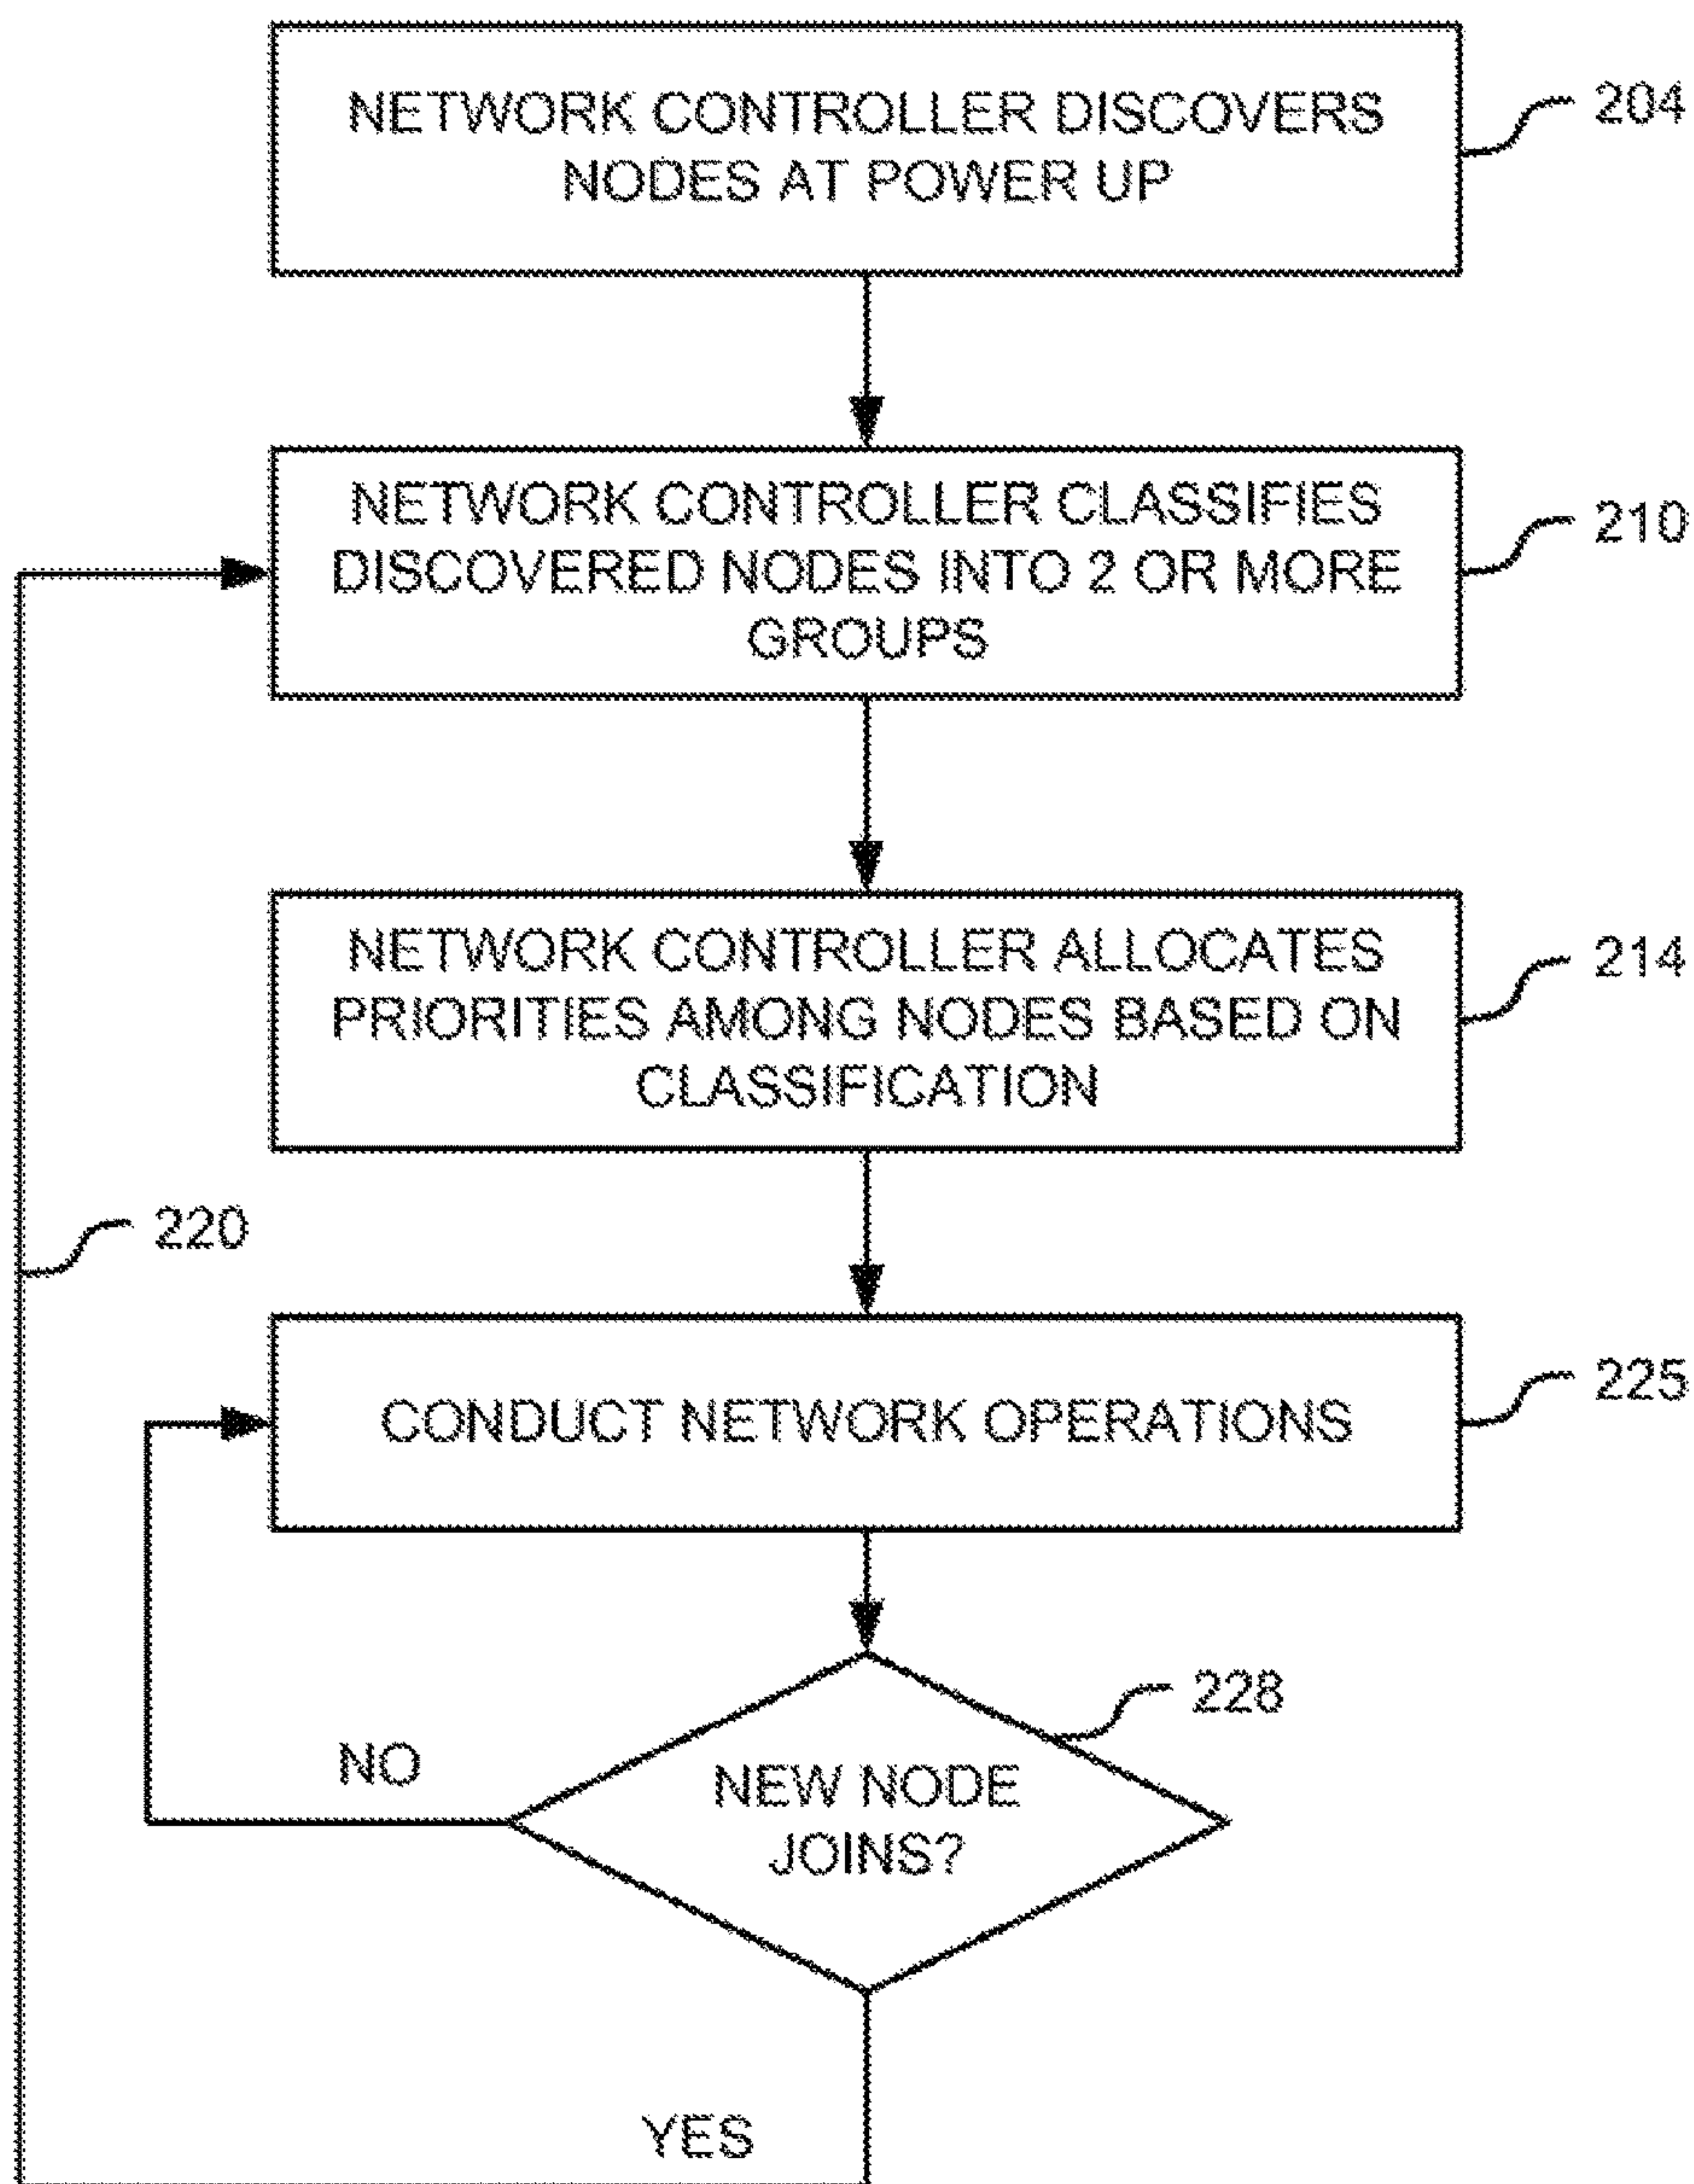 NETWORK CONTROLLER DISCOVERS
NODES AT POWER UP
204
NETWORK CONTROLLER CLASSIFIES
DISCOVERED NODES INTO 2 OR MORE
GROUPS
210
NETWORK CONTROLLER ALLOCATES
PRIORITIES AMONG NODES BASED ON
CLASSIFICATION
214
220
CONDUCT NETWORK OPERATIONS
225
228
NO
NEW NODE
JOINS?
YES